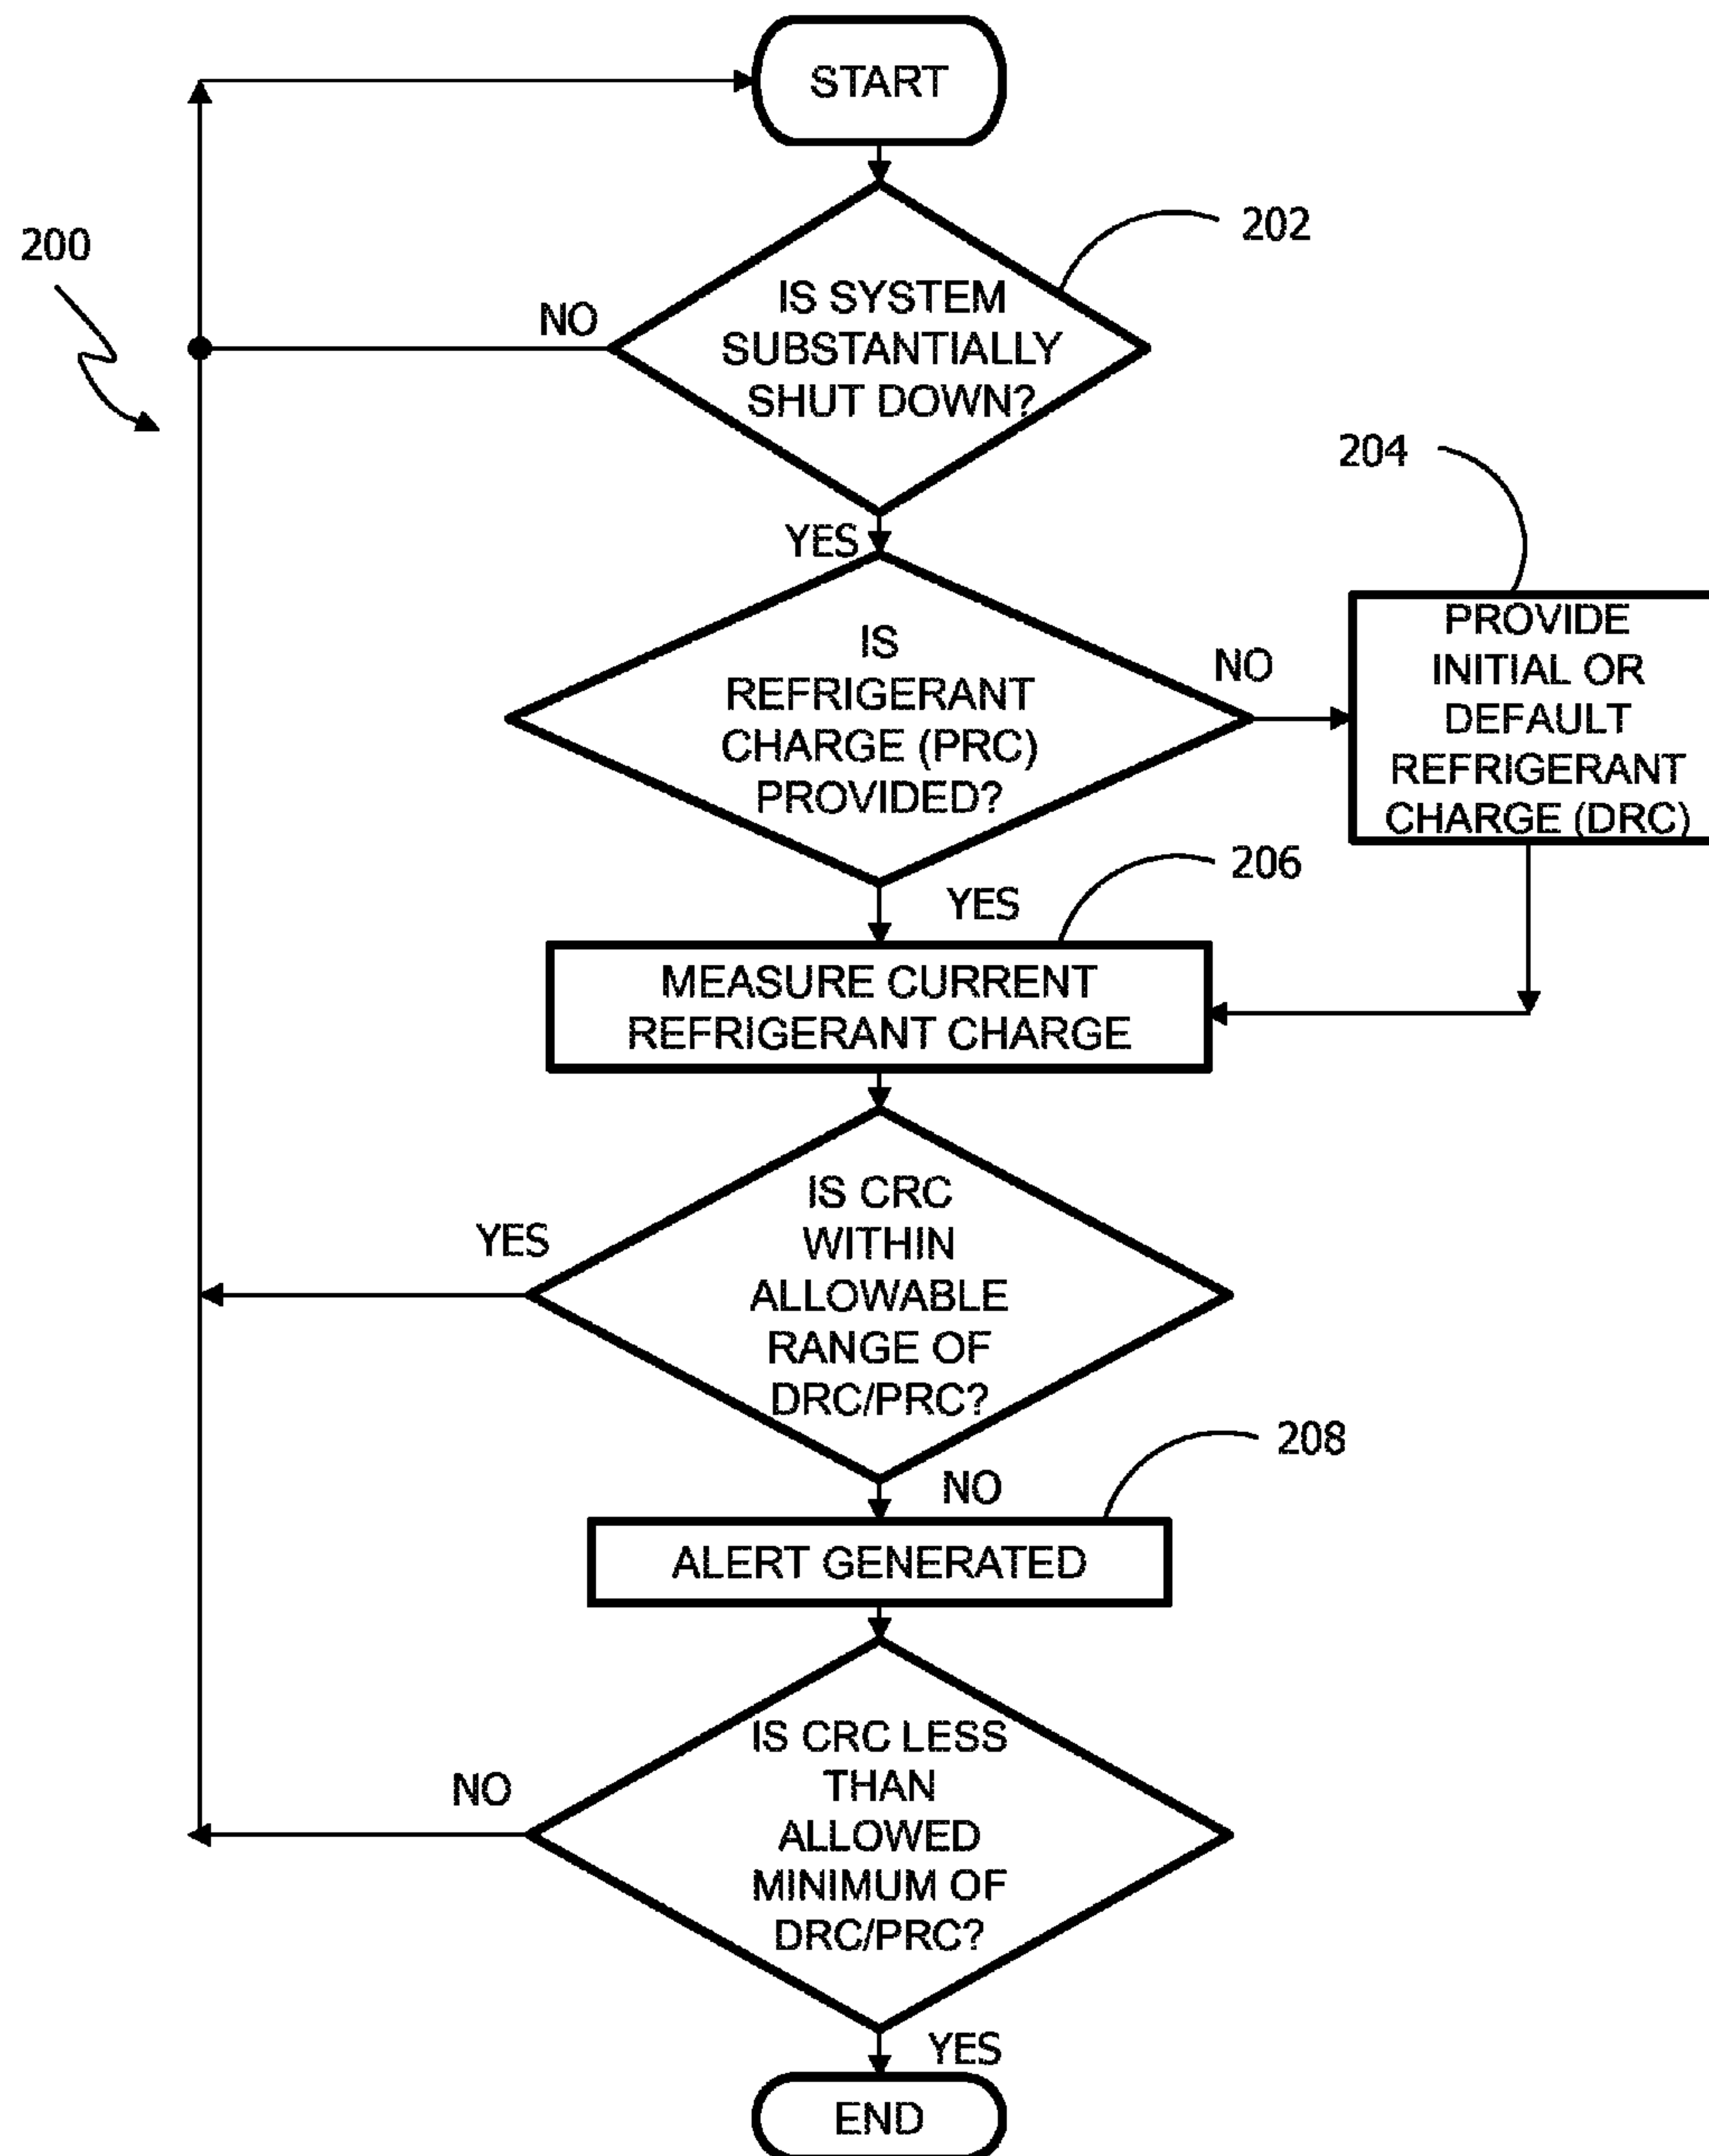 START
200
202
NO
IS SYSTEM
SUBSTANTIALLY
SHUT DOWN?
204
YES
IS
REFRIGERANT
CHARGE (PRC)
PROVIDED?
NO
PROVIDE
INITIAL OR
DEFAULT
REFRIGERANT
CHARGE (DRC)
206
YES
MEASURE CURRENT
REFRIGERANT CHARGE
YES
IS CRC
WITHIN
ALLOWABLE
RANGE OF
DRC/PRC?
208
NO
ALERT GENERATED
NO
IS CRC LESS
THAN
ALLOWED
MINIMUM OF
DRC/PRC?
YES
END